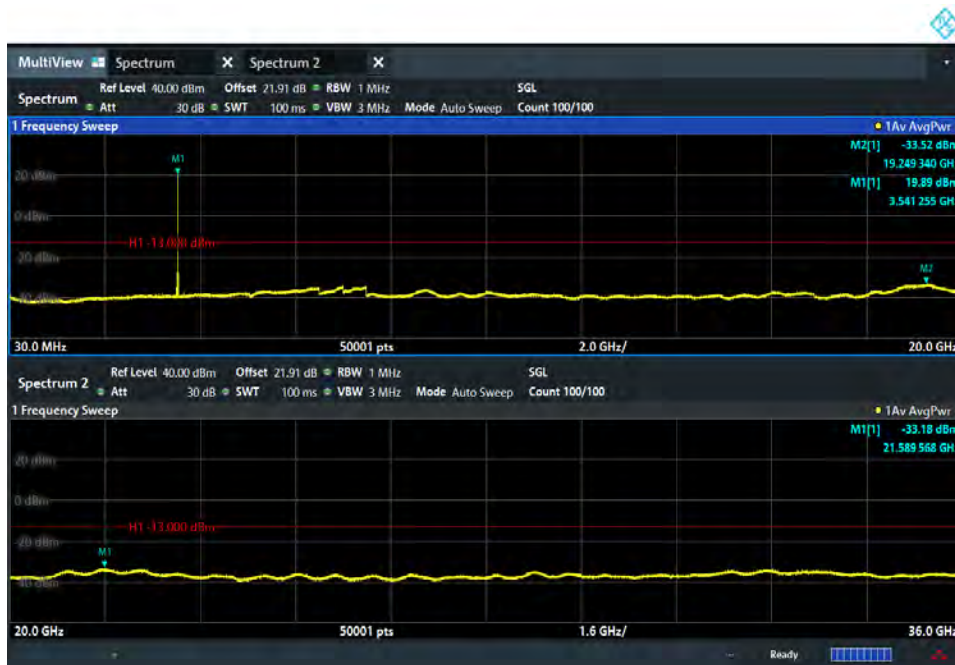 MultiView Spectrum X Spectrum 2 X
Ref Level 40.00 dBm Offset 21.91 dB RBW 1 MHz SGL
Spectrum Att 30 dB SWT 100 ms VBW 3 MHz Mode Auto Sweep Count 100/100
1 Frequency Sweep 1Av AvgPwr
M2[1] -33.52 dBm
19.249 340 GH
M1[1] 19.89 dBm
3.541 255 GH
M1
20 dBm
0 dBm
H1 -13.000 dBm
-20 dBm
M2
-40 dBm
30.0 MHz 50001 pts 2.0 GHz/ 20.0 GHz
Ref Level 40.00 dBm Offset 21.91 dB RBW 1 MHz SGL
Spectrum 2 Att 30 dB SWT 100 ms VBW 3 MHz Mode Auto Sweep Count 100/100
1 Frequency Sweep 1Av AvgPwr
M1[1] -33.18 dBm
21.589 568 GH
20 dBm
0 dBm
H1 -13.000 dBm
-20 dBm
M1
-40 dBm
20.0 GHz 50001 pts 1.6 GHz/ 36.0 GHz
Ready